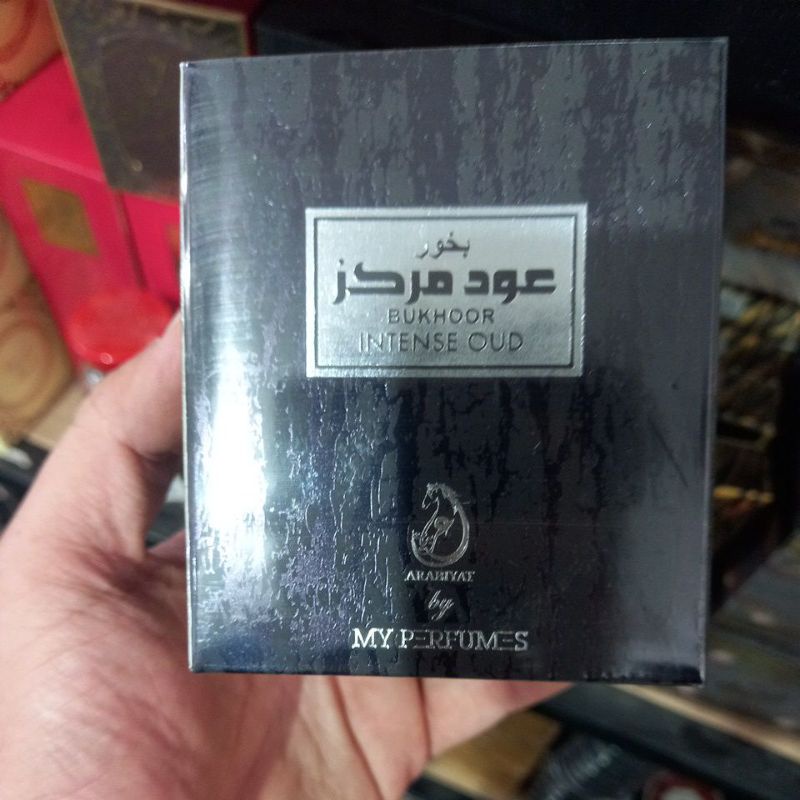 بخور
عود مركز
BUKHOOR
INTENSE OUD
ARABIYAT
by
MY PERFUMES